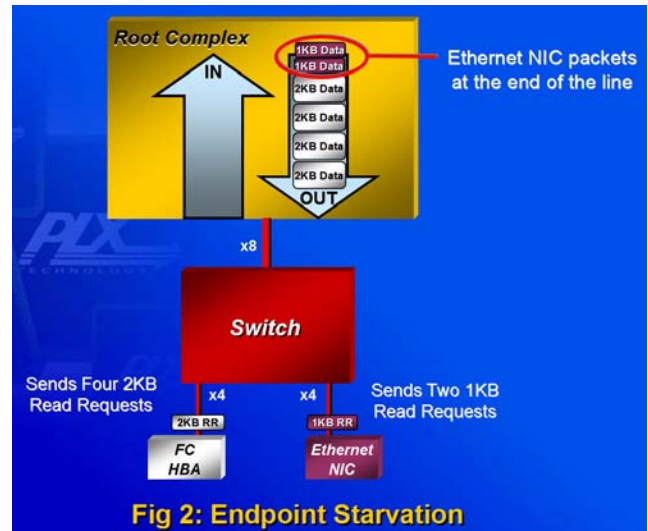 Root Complex
1KB Data
1KB Data
2KB Data
2KB Data
2KB Data
2KB Data
IN
OUT
Ethernet NIC packets
at the end of the line
PLX
TECHNOLOGY
x8
Switch
Sends Four 2KB
Read Requests
x4
x4
Sends Two 1KB
Read Requests
2KB RR
1KB RR
FC
HBA
Ethernet
NIC
Fig 2: Endpoint Starvation